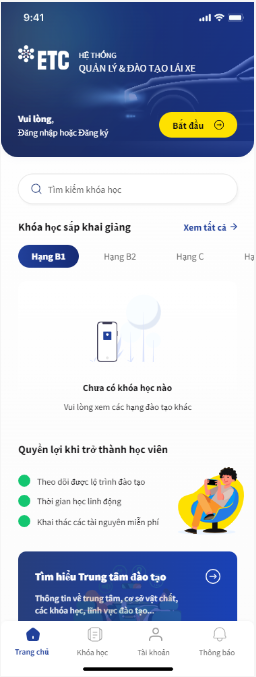 9:41
ETC
HỆ THỐNG
QUẢN LÝ & ĐÀO TẠO LÁI XE
Vui lòng,
Đăng nhập hoặc Đăng ký
Bắt đầu
Tìm kiếm khóa học
Khóa học sắp khai giảng
Xem tất cả
Hạng B1
Hạng B2
Hạng C
Hạ
Chưa có khóa học nào
Vui lòng xem các hạng đào tạo khác
Quyền lợi khi trở thành học viên
Theo dõi được lộ trình đào tạo
Thời gian học linh động
Khai thác các tài nguyên miễn phí
Tìm hiểu Trung tâm đào tạo
Thông tin về trung tâm, cơ sở vật chất,
các khóa học, lĩnh vực đào tạo,...
Trang chủ
Khóa học
Tài khoản
Thông báo